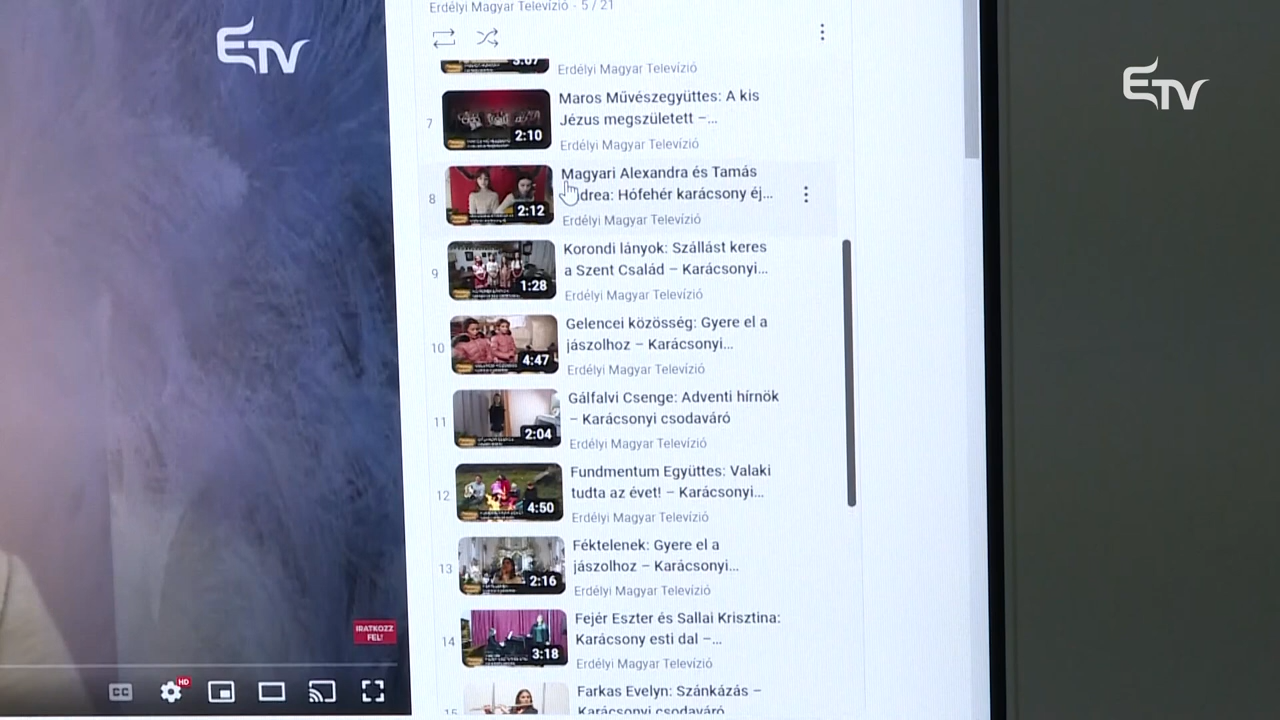 Erdélyi Magyar Televízió - 5 / 21
ETV
ETV
3:07
Erdélyi Magyar Televízió
7
2:10
Maros Művészegyüttes: A kis
Jézus megszületett –...
Erdélyi Magyar Televízió
8
2:12
Magyari Alexandra és Tamás
drea: Hófehér karácsony éj...
Erdélyi Magyar Televízió
9
1:28
Korondi lányok: Szállást keres
a Szent Család – Karácsonyi...
Erdélyi Magyar Televízió
10
4:47
Gelencei közösség: Gyere el a
jászolhoz – Karácsonyi...
Erdélyi Magyar Televízió
11
2:04
Gálfalvi Csenge: Adventi hírnök
– Karácsonyi csodaváró
Erdélyi Magyar Televízió
12
4:50
Fundmentum Együttes: Valaki
tudta az évet! – Karácsonyi...
Erdélyi Magyar Televízió
13
2:16
Féktelenek: Gyere el a
jászolhoz – Karácsonyi...
Erdélyi Magyar Televízió
14
3:18
Fejér Eszter és Sallai Krisztina:
Karácsony esti dal –...
Erdélyi Magyar Televízió
15
Farkas Evelyn: Szánkázás –
Karácsonyi csodaváró
IRATKOZZ
FEL!
CC
HD